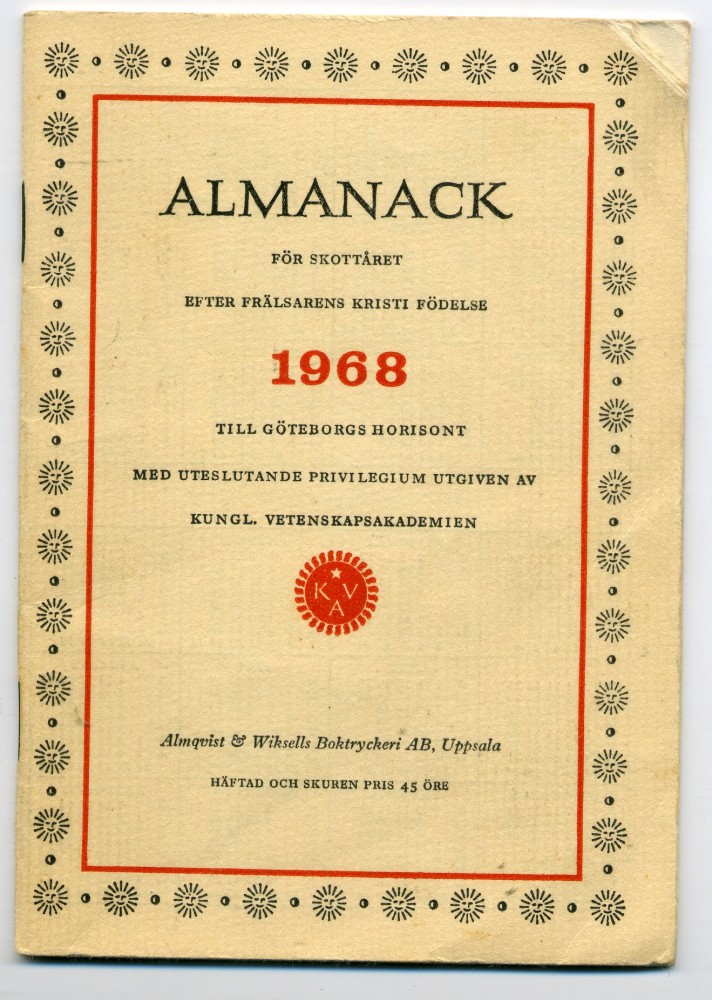 ALMANACK
FÖR SKOTTÅRET
EFTER FRÄLSARENS KRISTI FÖDELSE
1968
TILL GÖTEBORGS HORISONT
MED UTESLUTANDE PRIVILEGIUM UTGIVEN AV
KUNGL. VETENSKAPSAKADEMIEN
K V
A
Almqvist & Wiksells Boktryckeri AB, Uppsala
HÄFTAD OCH SKUREN PRIS 45 ÖRE